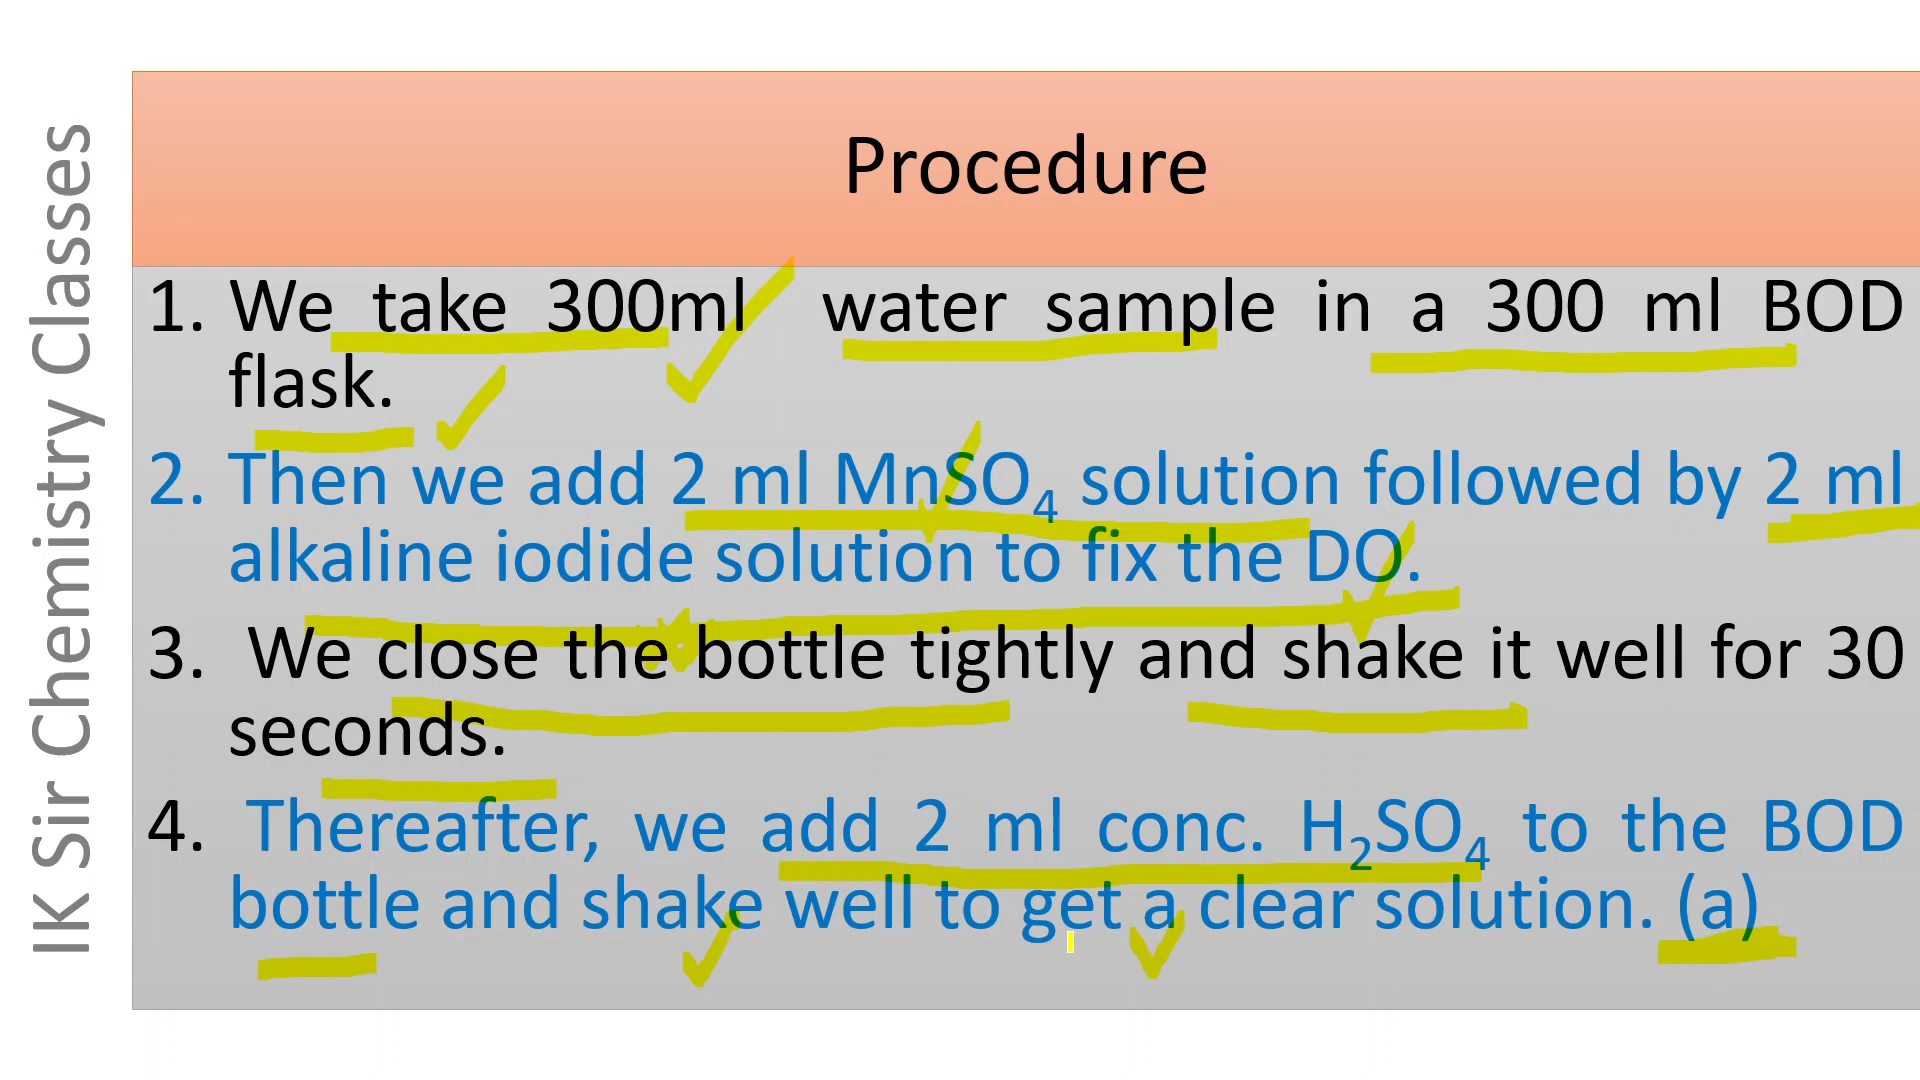 IK Sir Chemistry Classes
Procedure
1. We take 300ml water sample in a 300 ml BOD
flask.
2. Then we add 2 ml MnSO₄ solution followed by 2 ml
alkaline iodide solution to fix the DO.
3. We close the bottle tightly and shake it well for 30
seconds.
4. Thereafter, we add 2 ml conc. H₂SO₄ to the BOD
bottle and shake well to get a clear solution. (a)